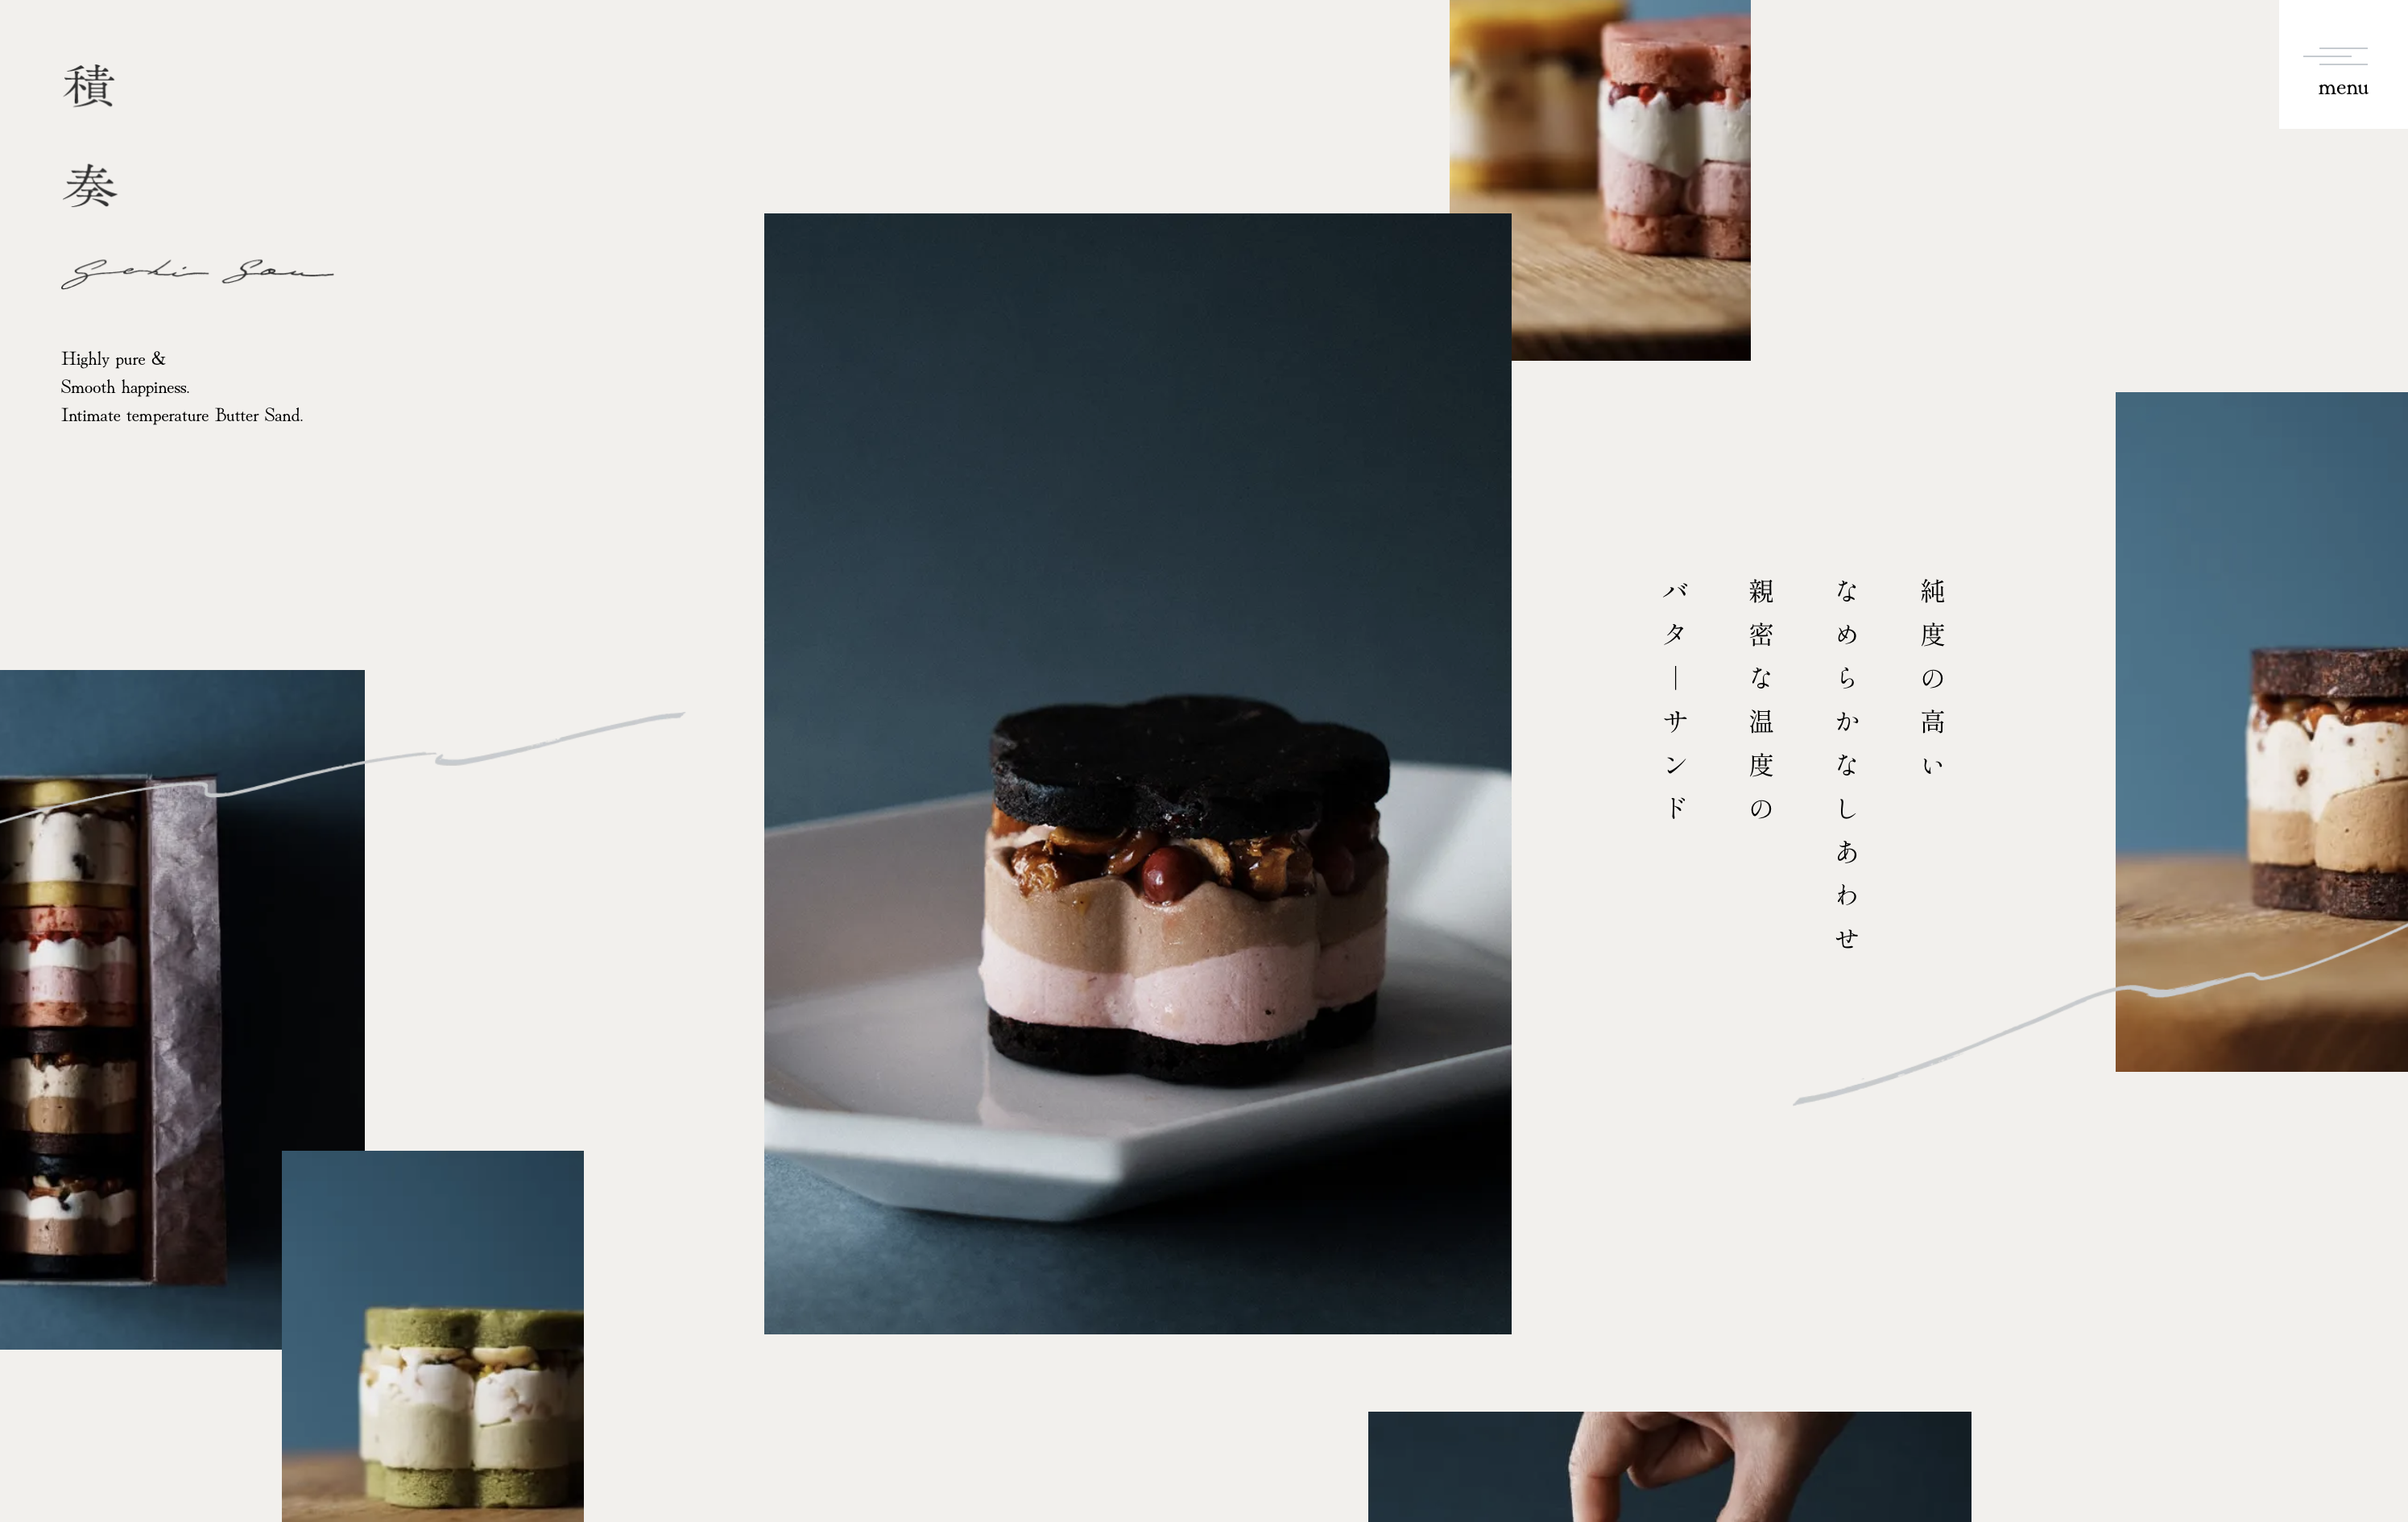 積奏
Seki Sou
Highly pure &
Smooth happiness.
Intimate temperature Butter Sand.
menu
純度の高い
なめらかなしあわせ
親密な温度の
バターサンド